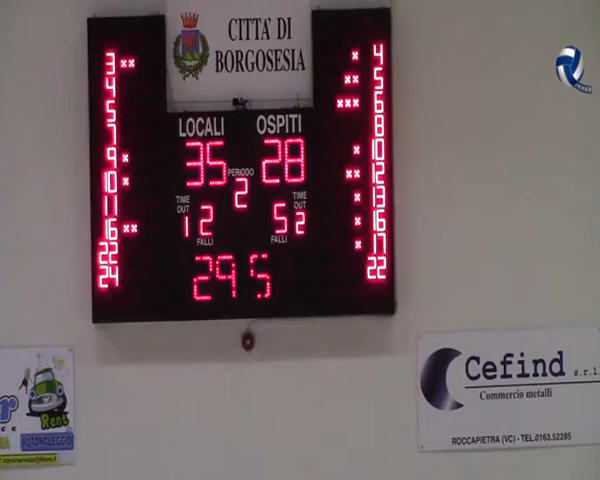 CITTÀ DI
BORGOSESIA
LOCALI OSPITI
35 PERIODO 28
2
TIME OUT TIME OUT
1 2 5 2
FALLI FALLI
29 5
Rent
AUTONOLEGGIO
Cefind s.r.l.
Commercio metalli
ROCCAPIETRA (VC) - TEL.0163.52285